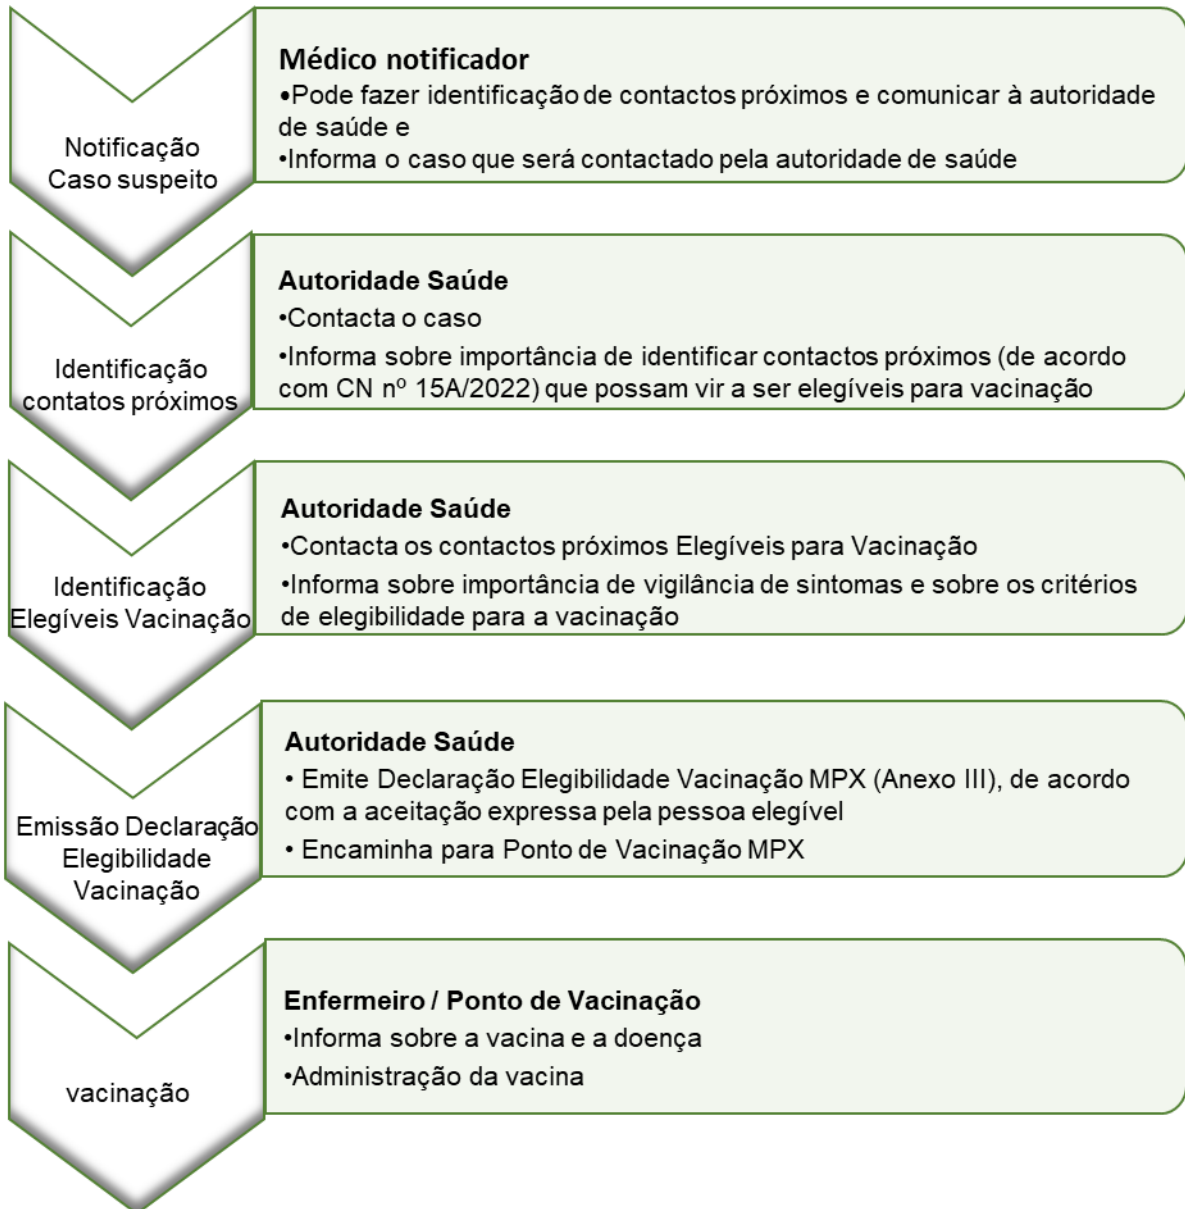 Notificação
Caso suspeito
Médico notificador
•Pode fazer identificação de contactos próximos e comunicar à autoridade
de saúde e
•Informa o caso que será contactado pela autoridade de saúde
Identificação
contatos próximos
Autoridade Saúde
•Contacta o caso
•Informa sobre importância de identificar contactos próximos (de acordo
com CN nº 15A/2022) que possam vir a ser elegíveis para vacinação
Identificação
Elegíveis Vacinação
Autoridade Saúde
•Contacta os contactos próximos Elegíveis para Vacinação
•Informa sobre importância de vigilância de sintomas e sobre os critérios
de elegibilidade para a vacinação
Emissão Declaração
Elegibilidade
Vacinação
Autoridade Saúde
• Emite Declaração Elegibilidade Vacinação MPX (Anexo III), de acordo
com a aceitação expressa pela pessoa elegível
• Encaminha para Ponto de Vacinação MPX
vacinação
Enfermeiro / Ponto de Vacinação
•Informa sobre a vacina e a doença
•Administração da vacina